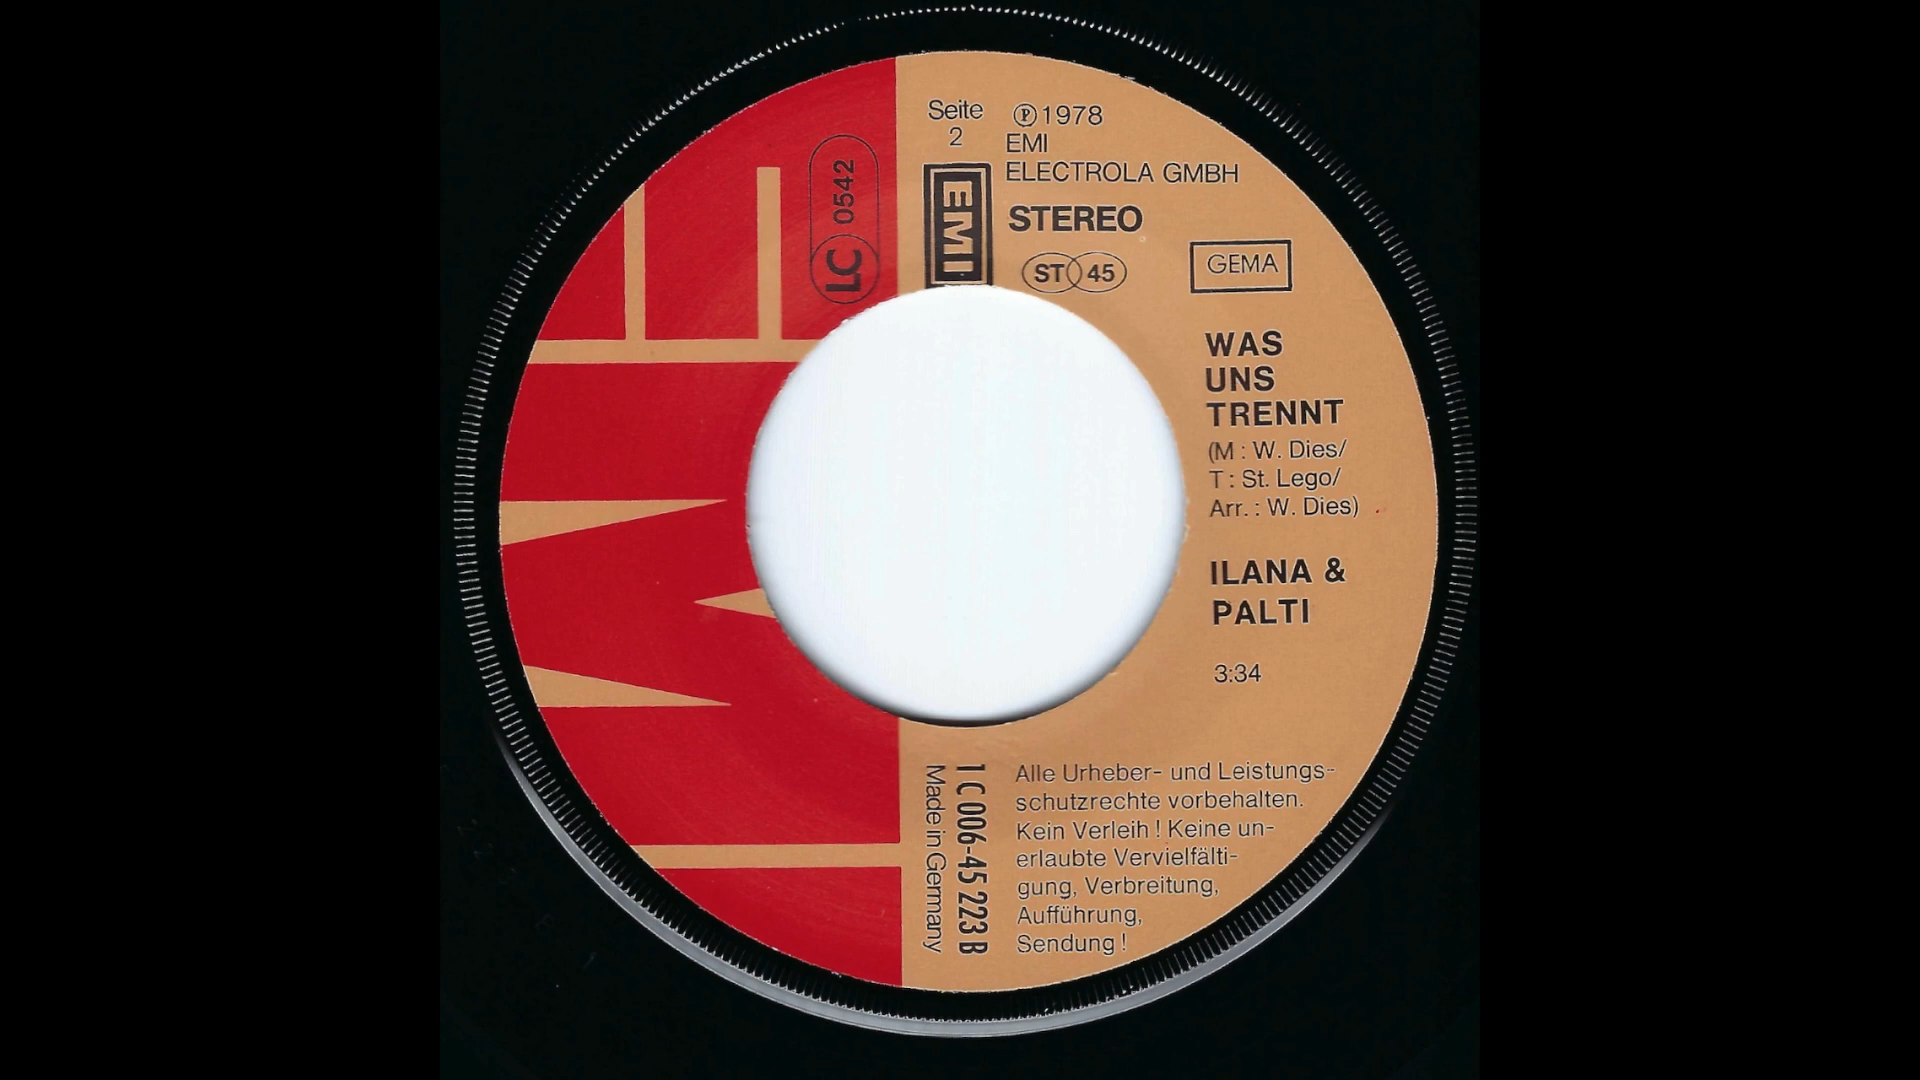 Seite
2
℗ 1978
EMI
ELECTROLA GMBH
EMI
STEREO
ST 45
GEMA
LC 0542
WAS
UNS
TRENNT
(M : W. Dies/
T : St. Lego/
Arr. : W. Dies)
ILANA &
PALTI
3:34
1 C 006-45 223 B
Made in Germany
Alle Urheber- und Leistungs-
schutzrechte vorbehalten.
Kein Verleih ! Keine un-
erlaubte Vervielfälti-
gung, Verbreitung,
Aufführung,
Sendung !